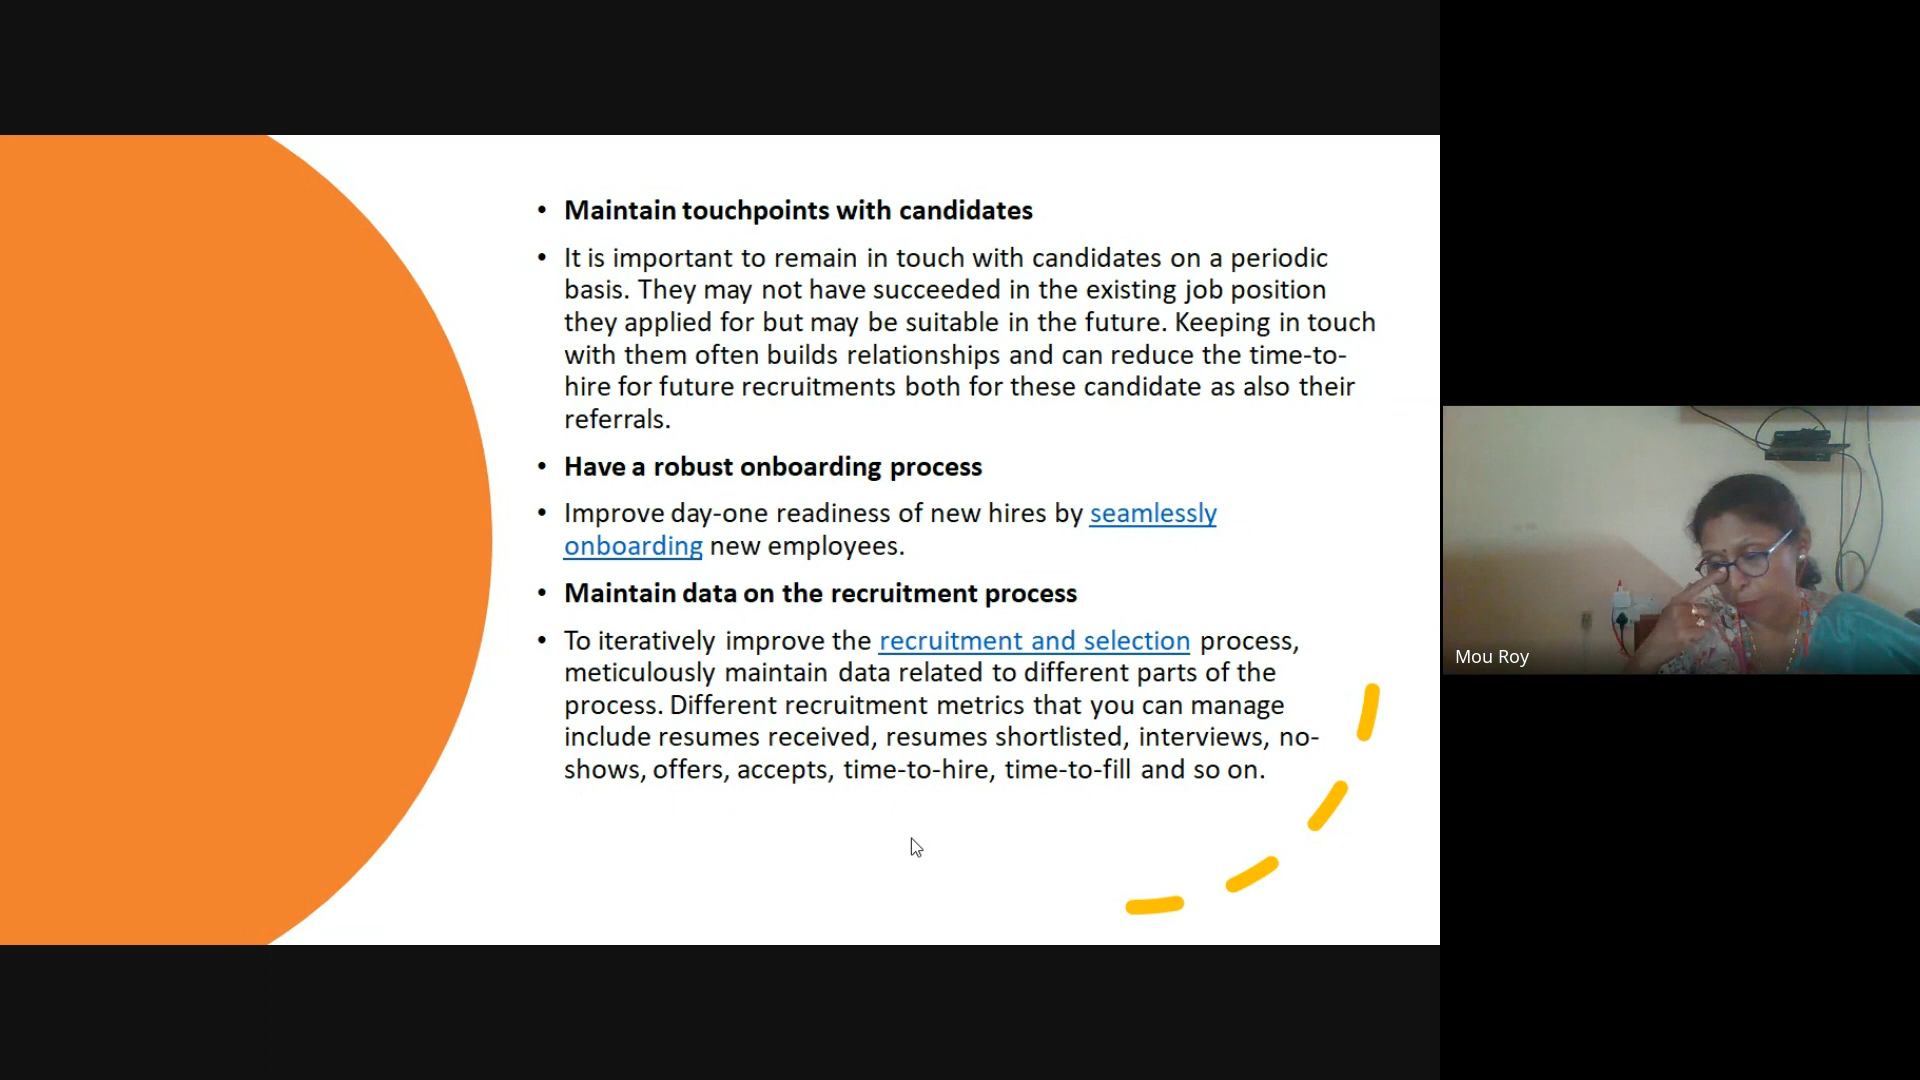 • Maintain touchpoints with candidates
• It is important to remain in touch with candidates on a periodic
basis. They may not have succeeded in the existing job position
they applied for but may be suitable in the future. Keeping in touch
with them often builds relationships and can reduce the time-to-
hire for future recruitments both for these candidate as also their
referrals.
• Have a robust onboarding process
• Improve day-one readiness of new hires by seamlessly
onboarding new employees.
• Maintain data on the recruitment process
• To iteratively improve the recruitment and selection process,
meticulously maintain data related to different parts of the
process. Different recruitment metrics that you can manage
include resumes received, resumes shortlisted, interviews, no-
shows, offers, accepts, time-to-hire, time-to-fill and so on.
Mou Roy